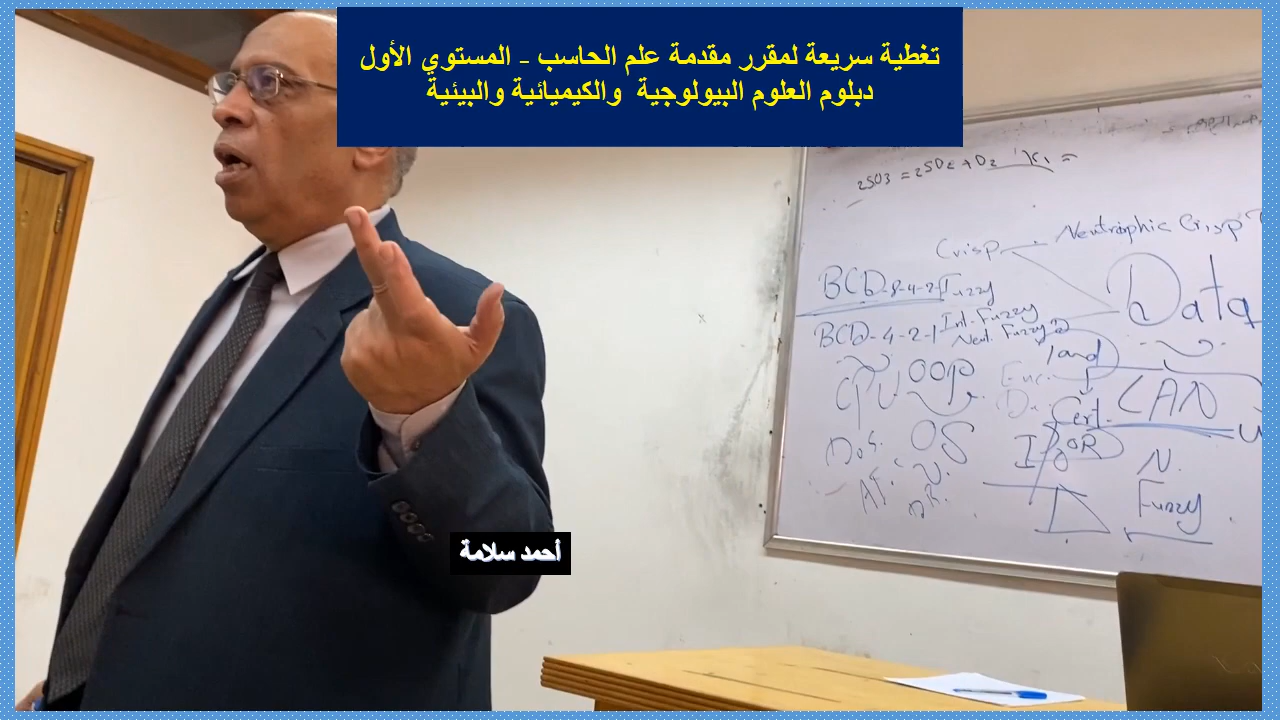 تغطية سريعة لمقرر مقدمة علم الحاسب - المستوي الأول
دبلوم العلوم البيولوجية والكيميائية والبيئية
2SO3 = 2SO2 + O2
Crisp
Neutrophic Crisp
BCD-8-4-2-1
Fuzzy
Data
BCD-4-2-1
Int. Fuzzy
Neut. Fuzzy
CPU
OOP
Enc.
Cert.
LAN
D.S.
OS
OR
AI
N.
Fuzzy
أحمد سلامة